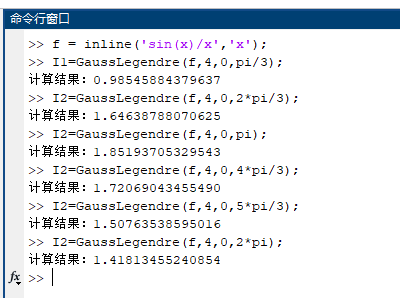 命令行窗口
>> f = inline('sin(x)/x','x');
>> I1=GaussLegendre(f,4,0,pi/3);
计算结果：0.98545884379637
>> I2=GaussLegendre(f,4,0,2*pi/3);
计算结果：1.64638788070625
>> I2=GaussLegendre(f,4,0,pi);
计算结果：1.85193705329543
>> I2=GaussLegendre(f,4,0,4*pi/3);
计算结果：1.72069043455490
>> I2=GaussLegendre(f,4,0,5*pi/3);
计算结果：1.50763538595016
>> I2=GaussLegendre(f,4,0,2*pi);
计算结果：1.41813455240854
fx >>